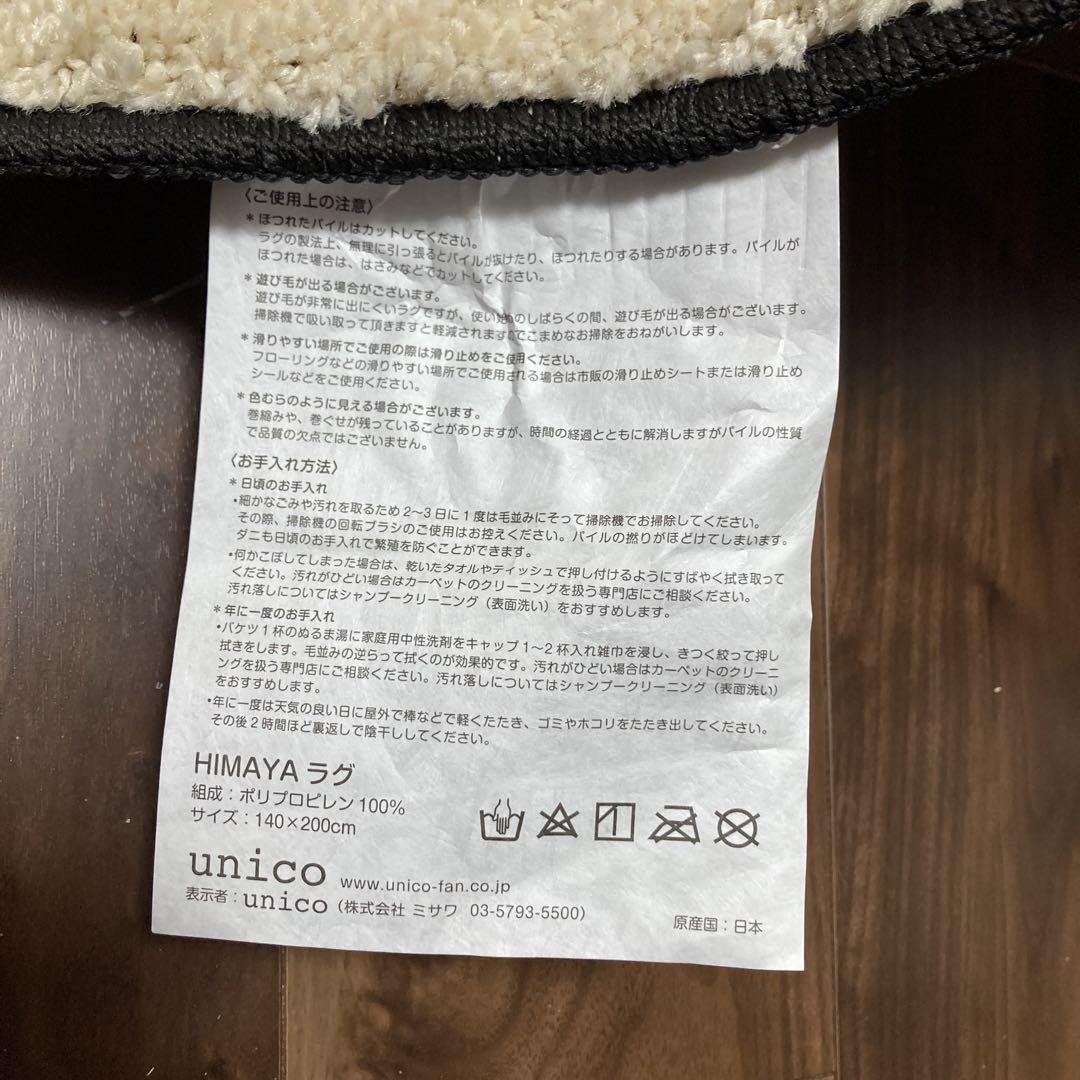 〈ご使用上の注意〉
＊ほつれたパイルはカットしてください。
ラグの製法上、無理に引っ張るとパイルが抜けたり、ほつれたりする場合があります。パイルが
ほつれた場合は、はさみなどでカットしてください。
＊遊び毛が出る場合がございます。
遊び毛が非常に出にくいラグですが、使い始めのしばらくの間、遊び毛が出る場合がございます。
掃除機で吸い取って頂きますと軽減されますのでこまめなお掃除をおねがいします。
＊滑りやすい場所でご使用の際は滑り止めをご使用ください。
フローリングなどの滑りやすい場所でご使用される場合は市販の滑り止めシートまたは滑り止め
シールなどをご使用ください。
＊色むらのように見える場合がございます。
巻縮みや、巻ぐせが残っていることがありますが、時間の経過とともに解消しますがパイルの性質
で品質の欠点ではございません。
〈お手入れ方法〉
＊日頃のお手入れ
・細かなごみや汚れを取るため2〜3日に1度は毛並みにそって掃除機でお掃除してください。
その際、掃除機の回転ブラシのご使用はお控えください。パイルの撚りがほどけてしまいます。
ダニも日頃のお手入れで繁殖を防ぐことができます。
・何かこぼしてしまった場合は、乾いたタオルやティッシュで押し付けるようにすばやく拭き取って
ください。汚れがひどい場合はカーペットのクリーニングを扱う専門店にご相談ください。
汚れ落しについてはシャンプークリーニング（表面洗い）をおすすめします。
＊年に一度のお手入れ
・バケツ1杯のぬるま湯に家庭用中性洗剤をキャップ1〜2杯入れ雑巾を浸し、きつく絞って押し
拭きをします。毛並みの逆らって拭くのが効果的です。汚れがひどい場合はカーペットのクリーニ
ングを扱う専門店にご相談ください。汚れ落しについてはシャンプークリーニング（表面洗い）
をおすすめします。
・年に一度は天気の良い日に屋外で棒などで軽くたたき、ゴミやホコリをたたき出してください。
その後2時間ほど裏返しで陰干ししてください。
HIMAYA ラグ
組成：ポリプロピレン100%
サイズ：140×200cm
unico www.unico-fan.co.jp
表示者：unico（株式会社 ミサワ 03-5793-5500）
原産国：日本